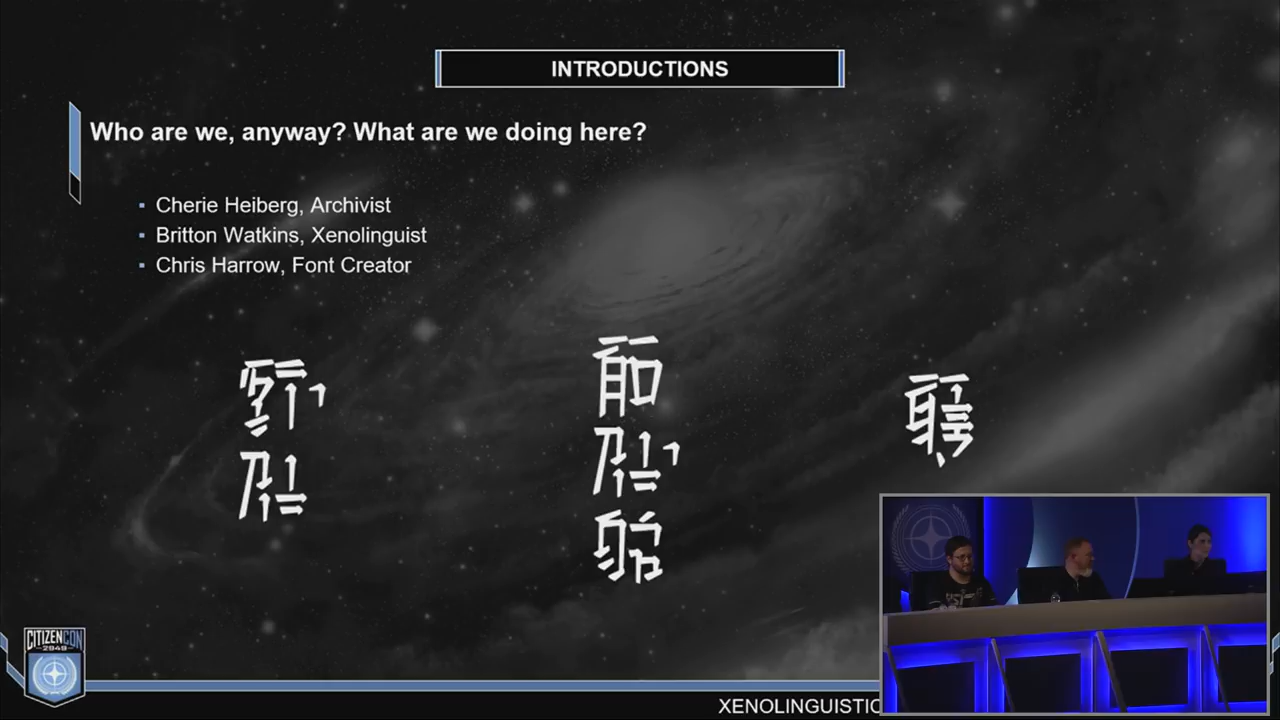 INTRODUCTIONS
Who are we, anyway? What are we doing here?
▪ Cherie Heiberg, Archivist
▪ Britton Watkins, Xenolinguist
▪ Chris Harrow, Font Creator
CITIZENCON
2949